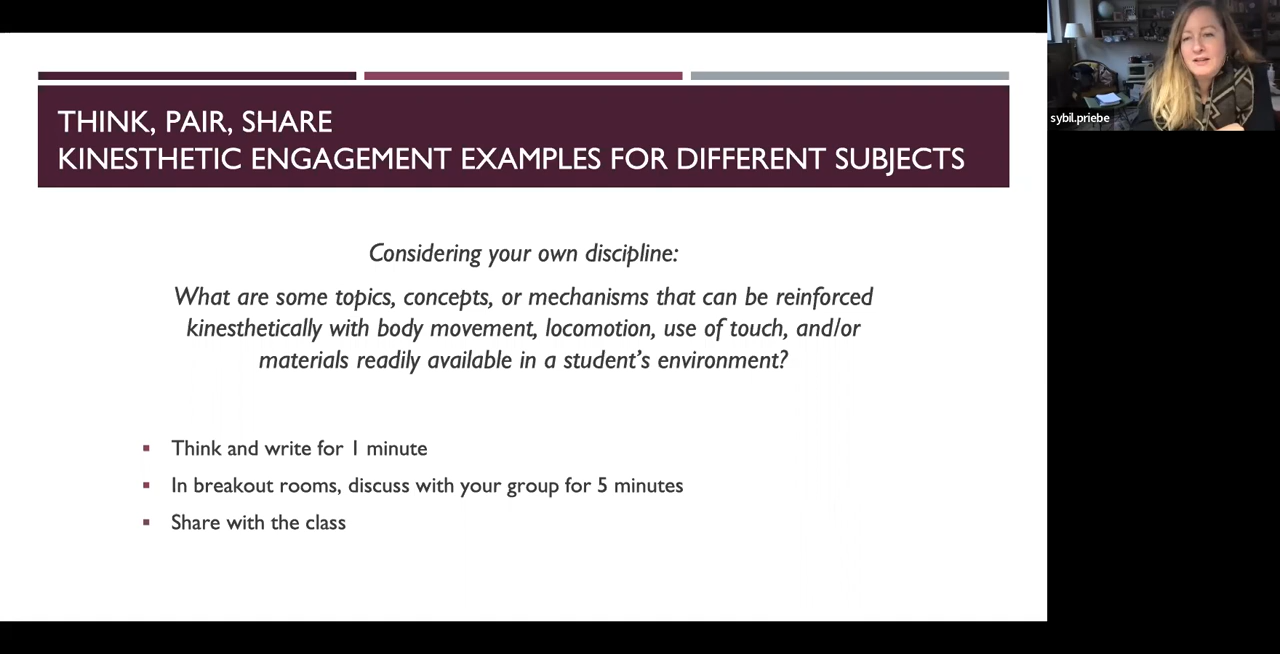 THINK, PAIR, SHARE
KINESTHETIC ENGAGEMENT EXAMPLES FOR DIFFERENT SUBJECTS
Considering your own discipline:
What are some topics, concepts, or mechanisms that can be reinforced
kinesthetically with body movement, locomotion, use of touch, and/or
materials readily available in a student's environment?
▪ Think and write for 1 minute
▪ In breakout rooms, discuss with your group for 5 minutes
▪ Share with the class
sybil.priebe